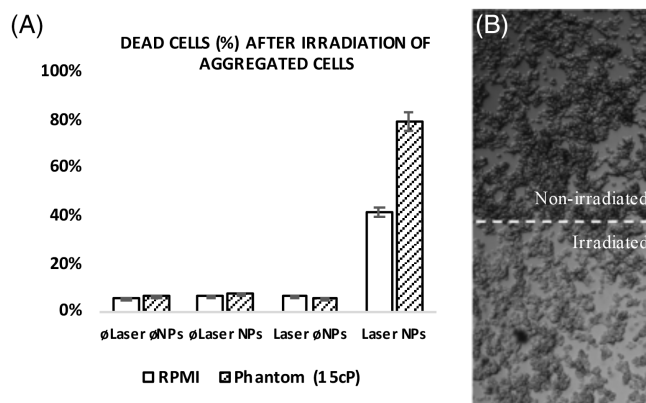 (A)
DEAD CELLS (%) AFTER IRRADIATION OF
AGGREGATED CELLS
100%
80%
60%
40%
20%
0%
øLaser øNPs
øLaser NPs
Laser øNPs
Laser NPs
RPMI
Phantom (15cP)
(B)
Non-irradiated
Irradiated